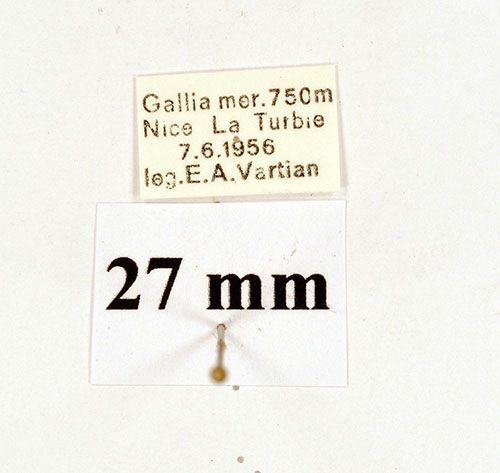 Gallia mer.750m
Nice La Turbie
7.6.1956
leg.E.A.Vartian
27 mm